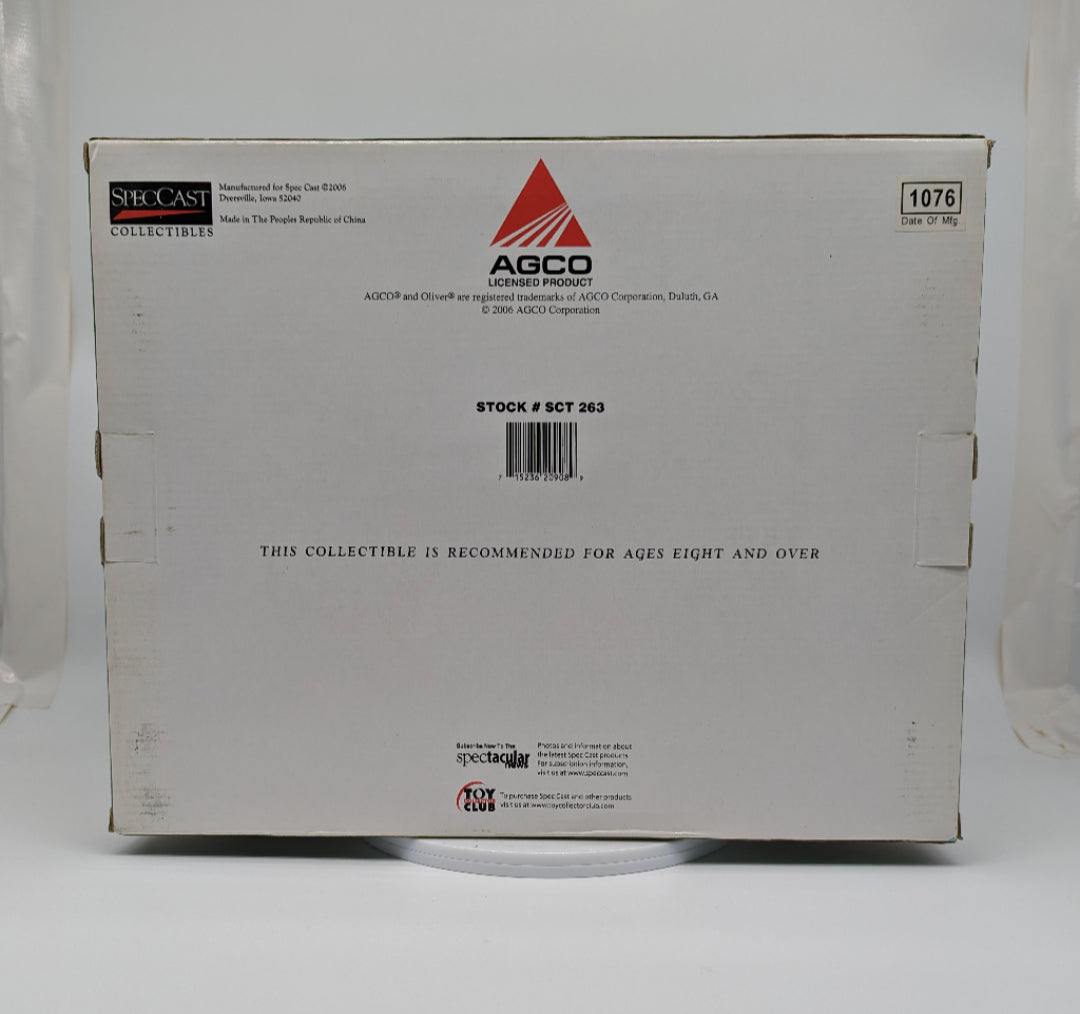 SPECCAST
COLLECTIBLES
Manufactured for Spec Cast ©2006
Dyersville, Iowa 52040
Made in The Peoples Republic of China
AGCO
LICENSED PRODUCT
AGCO® and Oliver® are registered trademarks of AGCO Corporation, Duluth, GA
© 2006 AGCO Corporation
1076
Date Of Mfg.
STOCK # SCT 263
7 15236 20908 9
THIS COLLECTIBLE IS RECOMMENDED FOR AGES EIGHT AND OVER
Subscribe Now To The
spectacular
news
Photos and information about
the latest Spec Cast products
For subscription information,
visit us at www.speccast.com
TOY
CLUB
To purchase Spec Cast and other products
visit us at www.toycollectorclub.com